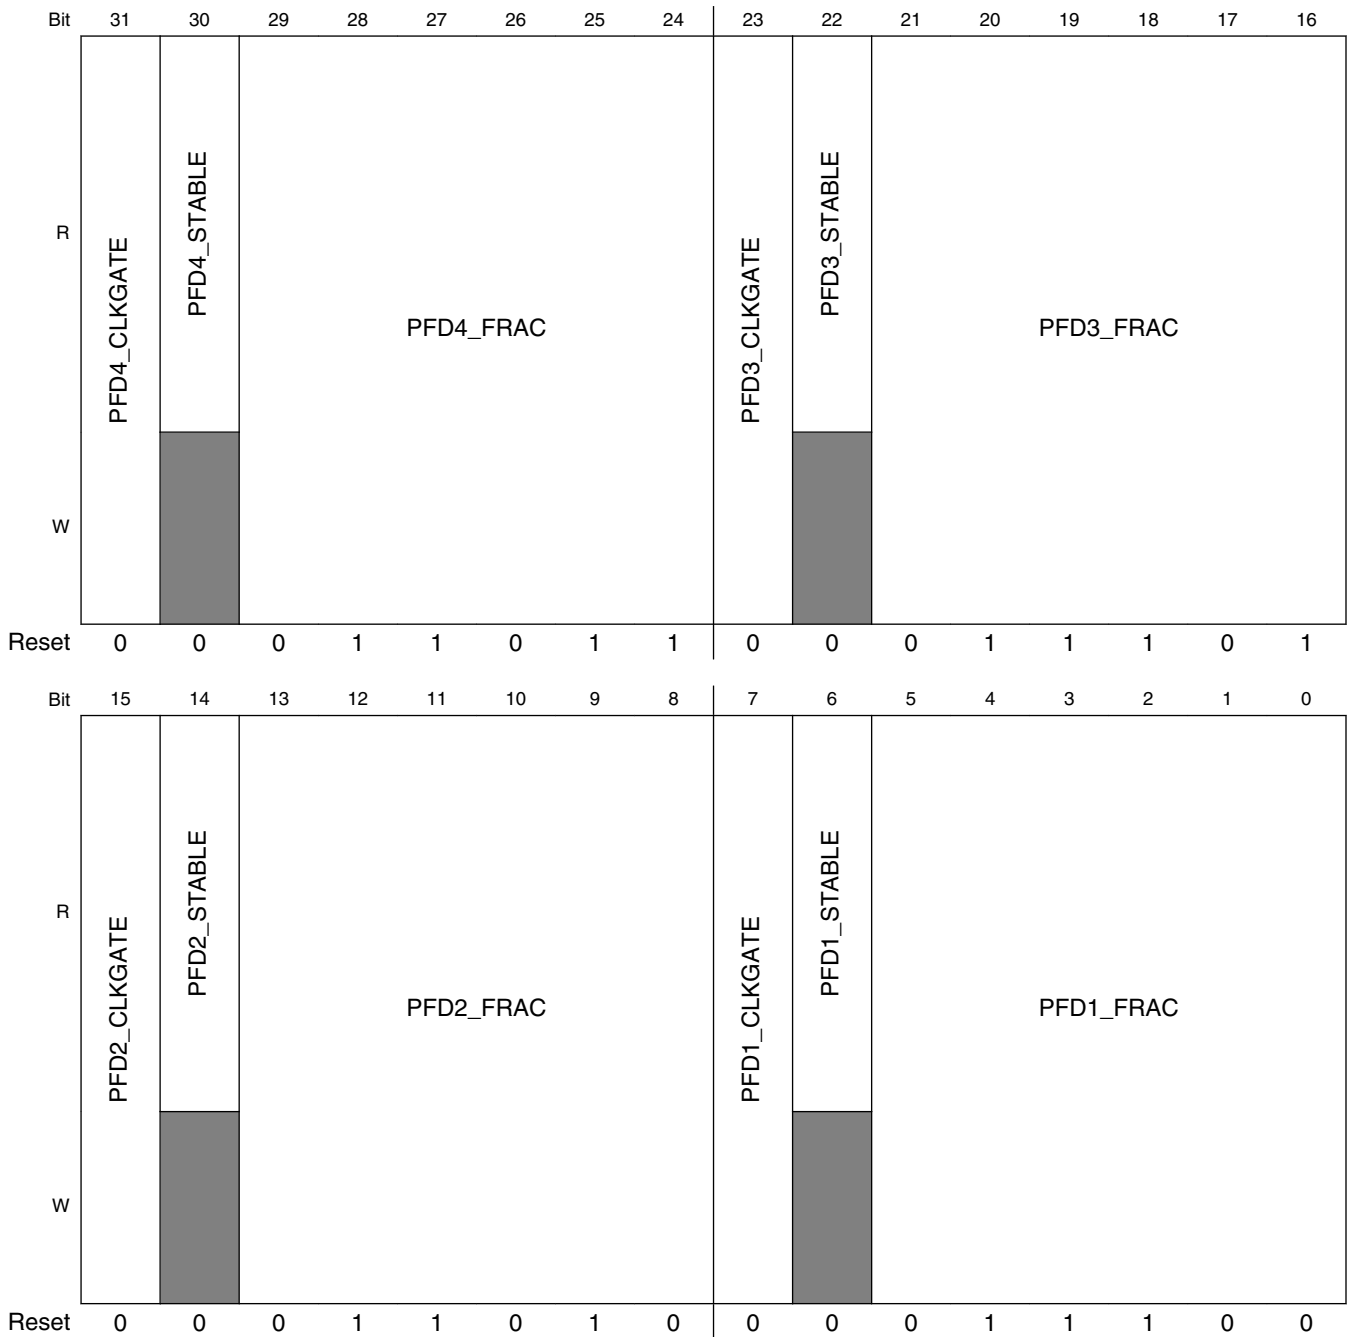 Bit 31 30 29 28 27 26 25 24 23 22 21 20 19 18 17 16
R
PFD4_CLKGATE
PFD4_STABLE
PFD4_FRAC
PFD3_CLKGATE
PFD3_STABLE
PFD3_FRAC
W
Reset 0 0 0 1 1 0 1 1 0 0 0 1 1 1 0 1
Bit 15 14 13 12 11 10 9 8 7 6 5 4 3 2 1 0
R
PFD2_CLKGATE
PFD2_STABLE
PFD2_FRAC
PFD1_CLKGATE
PFD1_STABLE
PFD1_FRAC
W
Reset 0 0 0 1 1 0 1 0 0 0 0 1 1 1 0 0